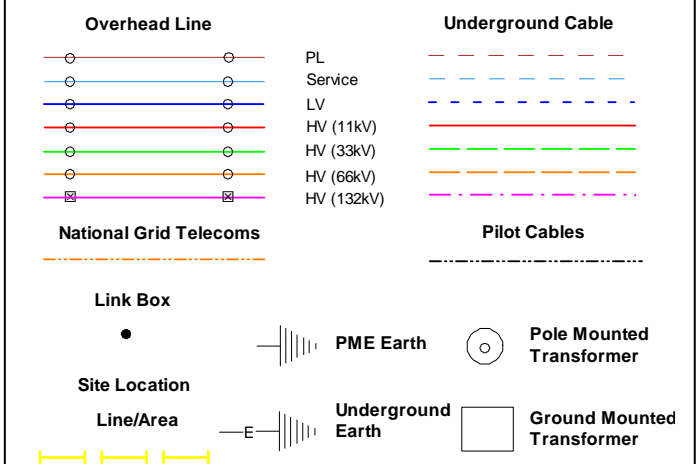 Overhead Line
Underground Cable
PL
Service
LV
HV (11kV)
HV (33kV)
HV (66kV)
HV (132kV)
National Grid Telecoms
Pilot Cables
Link Box
PME Earth
Pole Mounted
Transformer
Site Location
Line/Area
E
Underground
Earth
Ground Mounted
Transformer